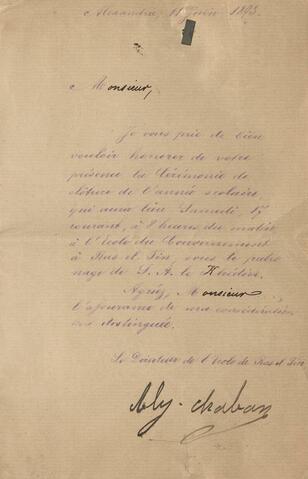 Alexandrie, 11 juin 1893.
Monsieur,
Je vous prie de bien
vouloir honorer de votre
présence la Cérémonie de
clôture de l'année scolaire,
qui aura lieu Samedi, 17
courant, à 8 heures du matin
à l'école du Gouvernement
à Ras el Tin, sous le patro
nage de S. A. le Khédive.
Agréez, Monsieur
l'assurance de ma considération
très distinguée.
Le Directeur de l'école de Ras el Tin
Aly. Chaban